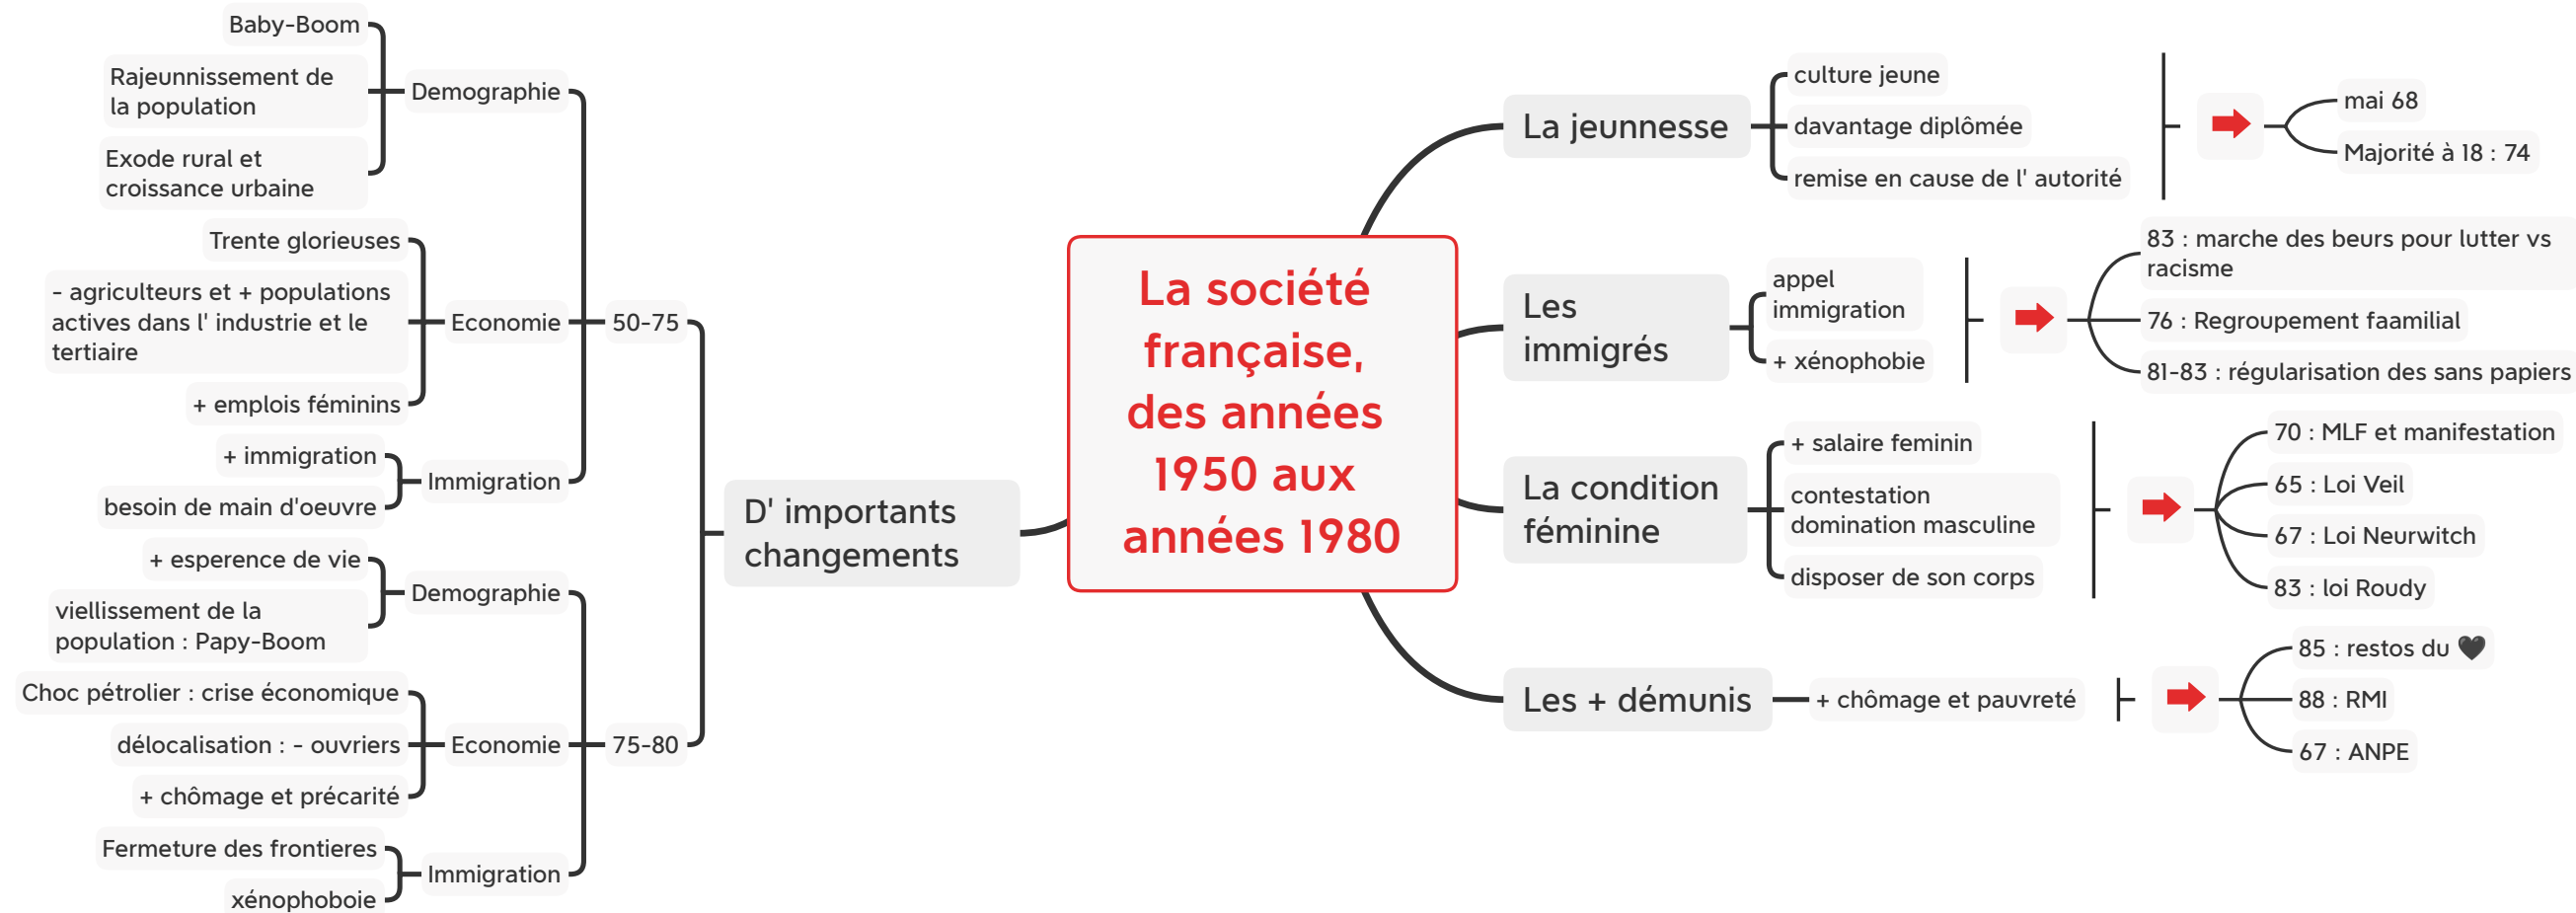 La société
française,
des années
1950 aux
années 1980
D' importants
changements
50-75
Demographie
Baby-Boom
Rajeunnissement de
la population
Exode rural et
croissance urbaine
Economie
Trente glorieuses
- agriculteurs et + populations
actives dans l' industrie et le
tertiaire
+ emplois féminins
Immigration
+ immigration
besoin de main d'oeuvre
75-80
Demographie
+ esperence de vie
viellissement de la
population : Papy-Boom
Economie
Choc pétrolier : crise économique
délocalisation : - ouvriers
+ chômage et précarité
Immigration
Fermeture des frontieres
xénophoboie
La jeunnesse
culture jeune
davantage diplômée
remise en cause de l' autorité
mai 68
Majorité à 18 : 74
Les
immigrés
appel
immigration
+ xénophobie
83 : marche des beurs pour lutter vs
racisme
76 : Regroupement faamilial
81-83 : régularisation des sans papiers
La condition
féminine
+ salaire feminin
contestation
domination masculine
disposer de son corps
70 : MLF et manifestation
65 : Loi Veil
67 : Loi Neurwitch
83 : loi Roudy
Les + démunis
+ chômage et pauvreté
85 : restos du 🖤
88 : RMI
67 : ANPE